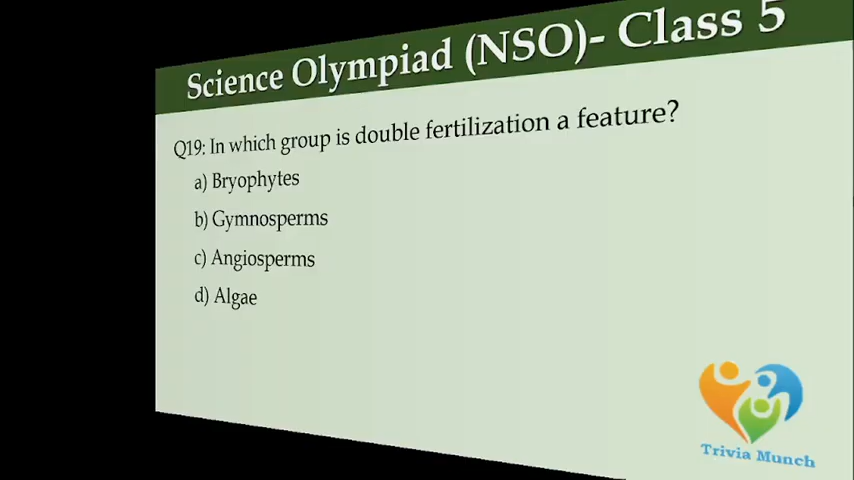 Science Olympiad (NSO)- Class 5
Q19: In which group is double fertilization a feature?
a) Bryophytes
b) Gymnosperms
c) Angiosperms
d) Algae
Trivia Munch